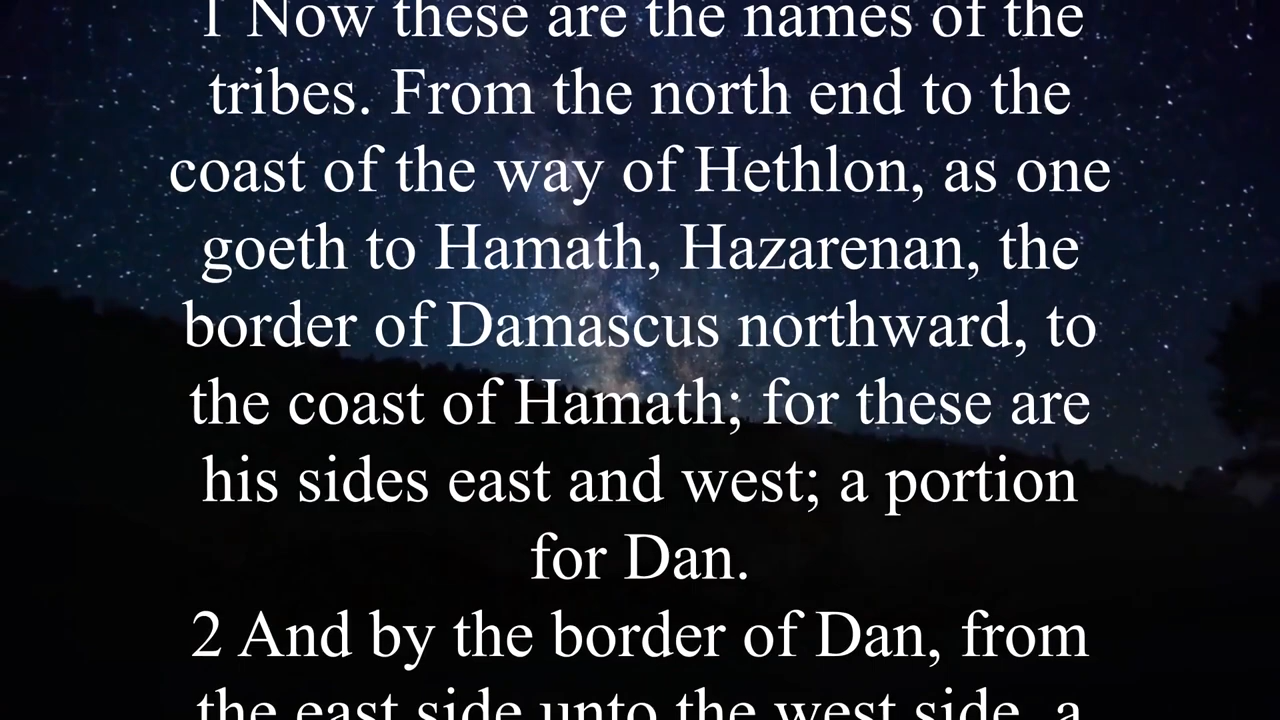 1 Now these are the names of the
tribes. From the north end to the
coast of the way of Hethlon, as one
goeth to Hamath, Hazarenan, the
border of Damascus northward, to
the coast of Hamath; for these are
his sides east and west; a portion
for Dan.
2 And by the border of Dan, from
the east side unto the west side, a